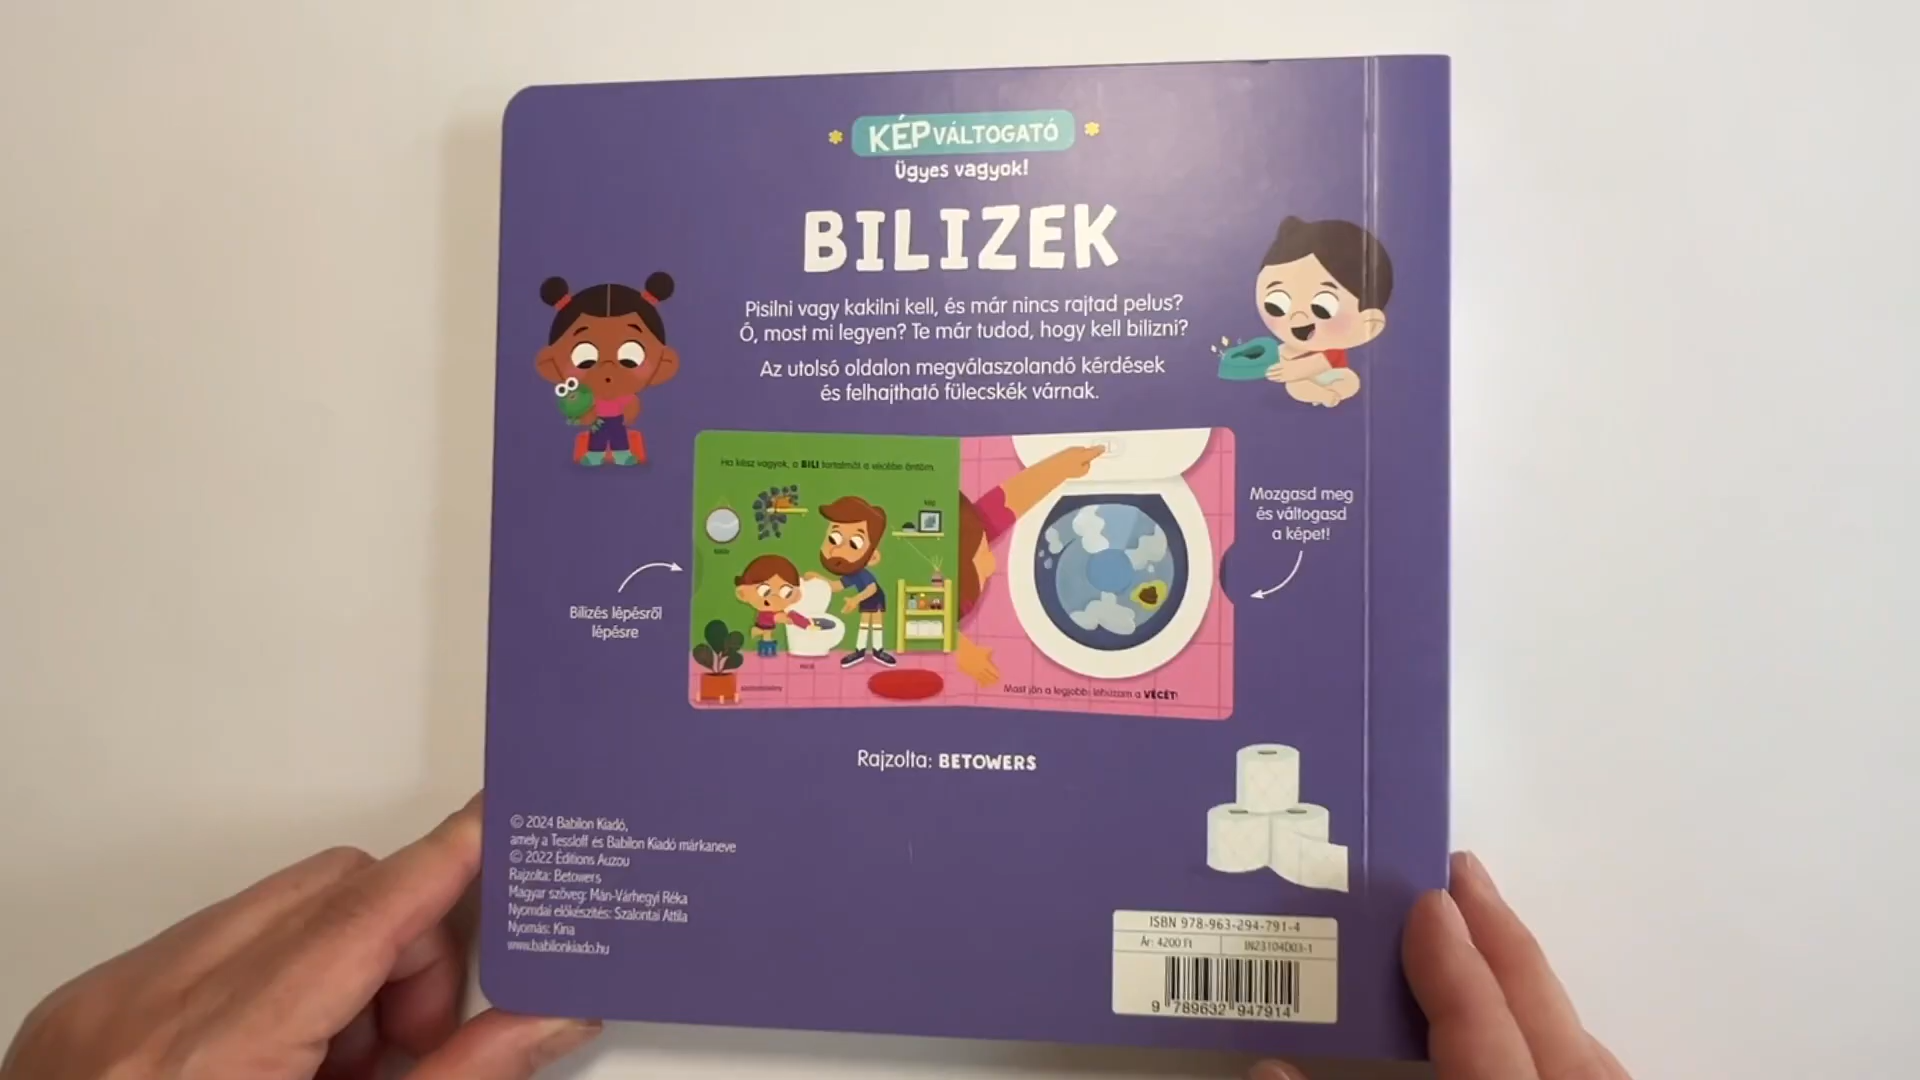 KÉPVÁLTOGATÓ
Ügyes vagyok!
BILIZEK
Pisilni vagy kakilni kell, és már nincs rajtad pelus?
Ó, most mi legyen? Te már tudod, hogy kell bilizni?
Az utolsó oldalon megválaszolandó kérdések
és felhajtható fülecskék várnak.
Ha kész vagyok, a BILI tartalmát a vécébe öntöm.
Mozgasd meg
és váltogasd
a képet!
Bilizés lépésről
lépésre
Most jön a legjobb: lehúzom a VÉCÉT!
Rajzolta: BETOWERS
© 2024 Babilon Kiadó,
amely a Tessloff és Babilon Kiadó márkaneve
© 2022 Éditions Auzou
Rajzolta: Betowers
Magyar szöveg: Mán-Várhegyi Réka
Nyomdai előkészítés: Szalontai Attila
Nyomás: Kína
www.babilonkiado.hu
ISBN 978-963-294-791-4
Ár: 4200 Ft
IN23104D03-1
9 789632 947914